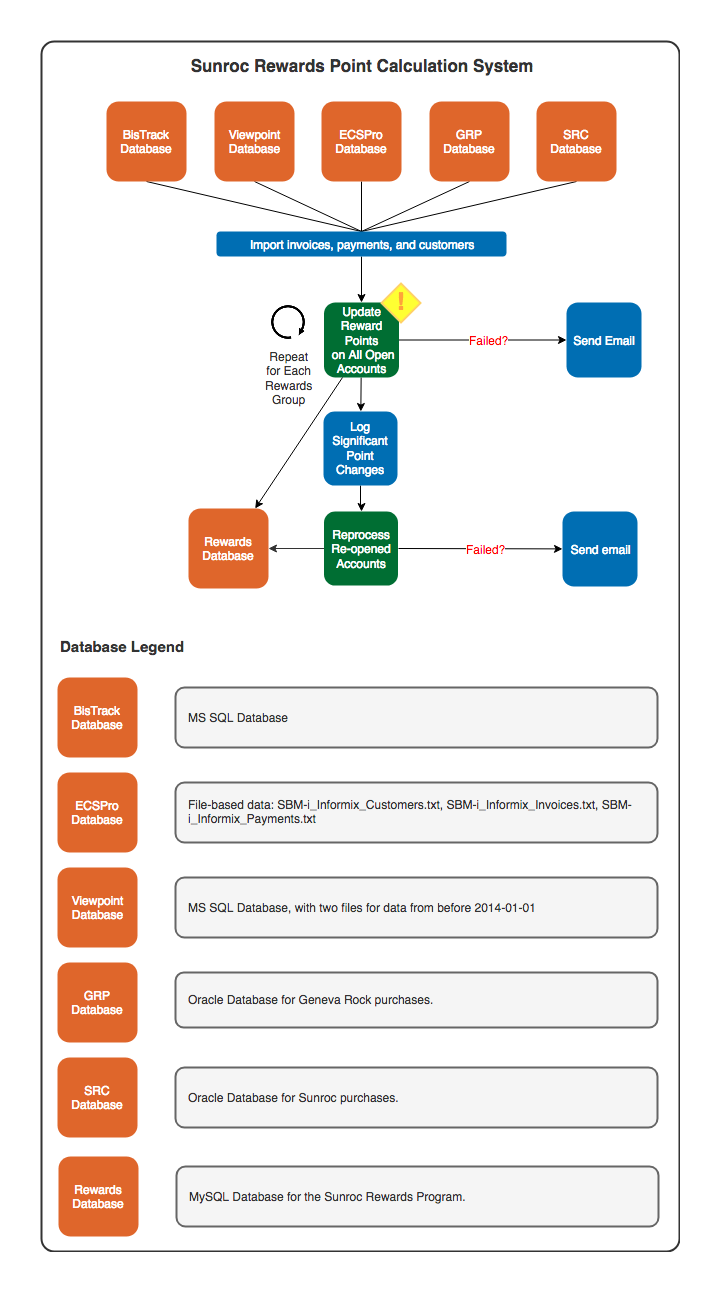 Sunroc Rewards Point Calculation System
BisTrack
Database
Viewpoint
Database
ECSPro
Database
GRP
Database
SRC
Database
Import invoices, payments, and customers
!
Update
Reward
Points
on All Open
Accounts
Failed?
Send Email
Repeat
for Each
Rewards
Group
Log
Significant
Point
Changes
Rewards
Database
Reprocess
Re-opened
Accounts
Failed?
Send email
Database Legend
BisTrack
Database
MS SQL Database
ECSPro
Database
File-based data: SBM-i_Informix_Customers.txt, SBM-i_Informix_Invoices.txt, SBM-
i_Informix_Payments.txt
Viewpoint
Database
MS SQL Database, with two files for data from before 2014-01-01
GRP
Database
Oracle Database for Geneva Rock purchases.
SRC
Database
Oracle Database for Sunroc purchases.
Rewards
Database
MySQL Database for the Sunroc Rewards Program.